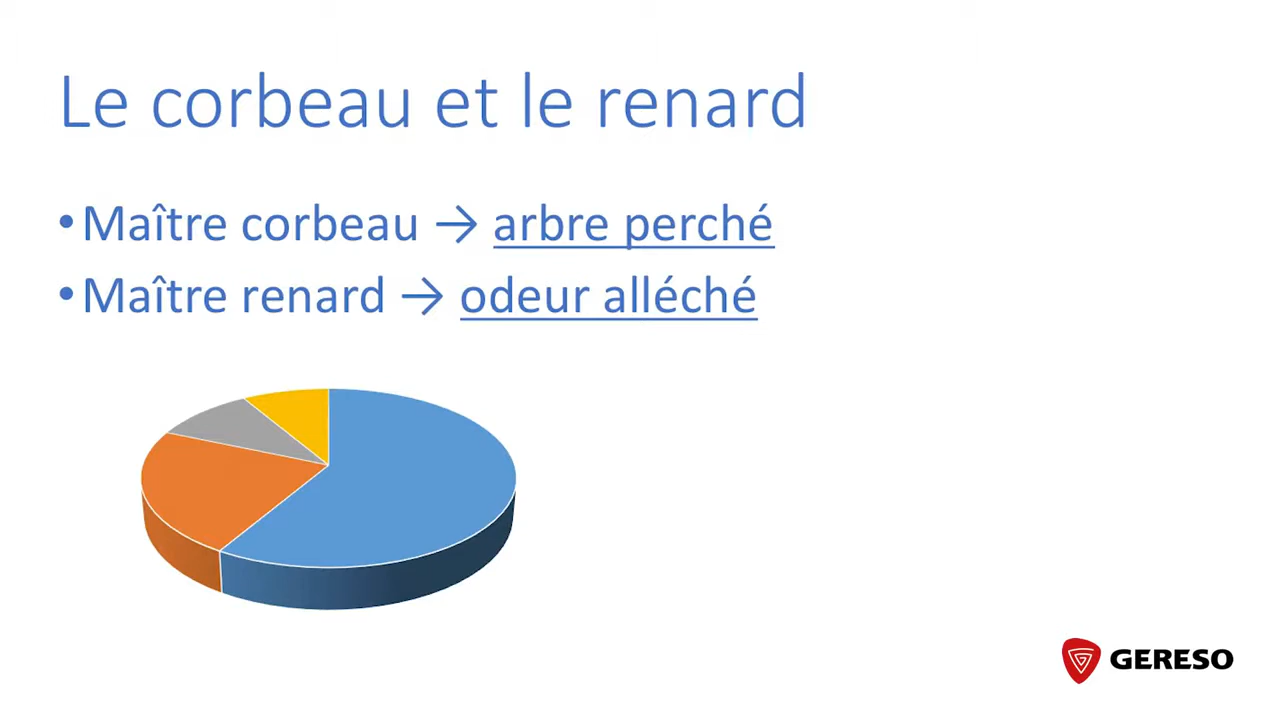 Le corbeau et le renard
•Maître corbeau → arbre perché
•Maître renard → odeur alléché
GERESO